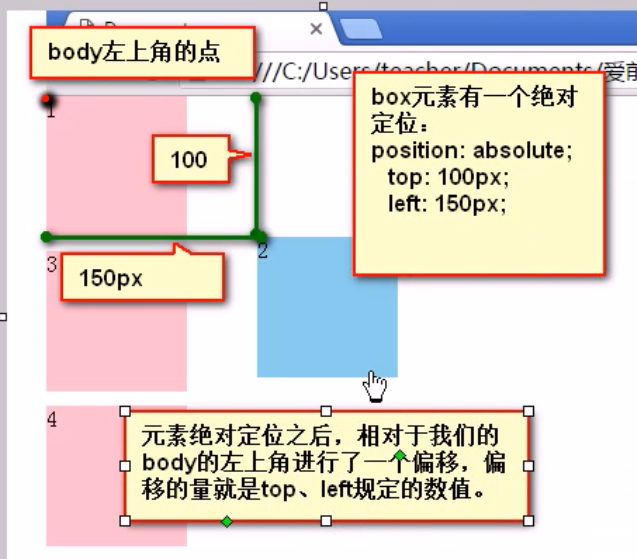 body左上角的点
///C:/Users/teacher/Documents/爱前
1
100
box元素有一个绝对
定位：
position: absolute;
top: 100px;
left: 150px;
2
3
150px
4
元素绝对定位之后，相对于我们的
body的左上角进行了一个偏移，偏
移的量就是top、left规定的数值。